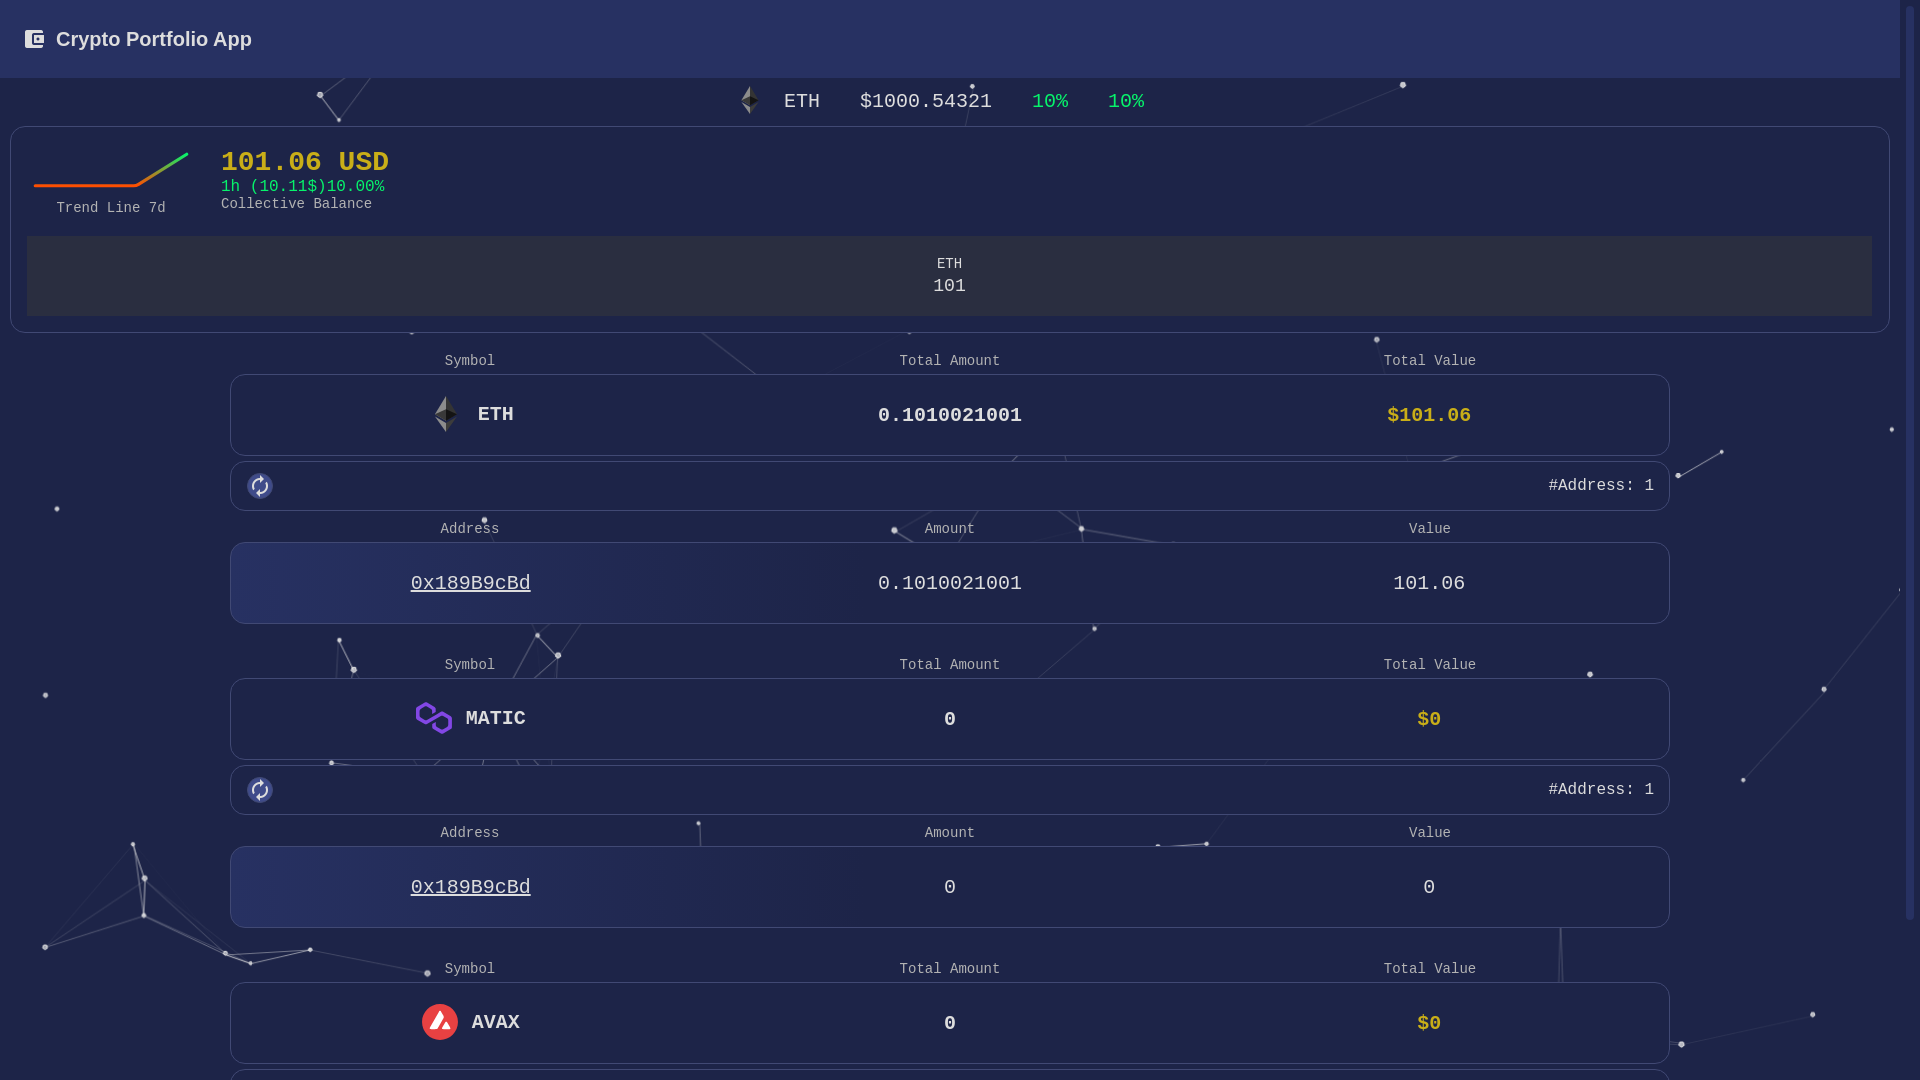 Crypto Portfolio App
ETH $1000.54321 10% 10%
101.06 USD
1h (10.11$)10.00%
Collective Balance
Trend Line 7d
ETH
101
Symbol Total Amount Total Value
ETH 0.1010021001 $101.06
#Address: 1
Address Amount Value
0x189B9cBd 0.1010021001 101.06
Symbol Total Amount Total Value
MATIC 0 $0
#Address: 1
Address Amount Value
0x189B9cBd 0 0
Symbol Total Amount Total Value
AVAX 0 $0